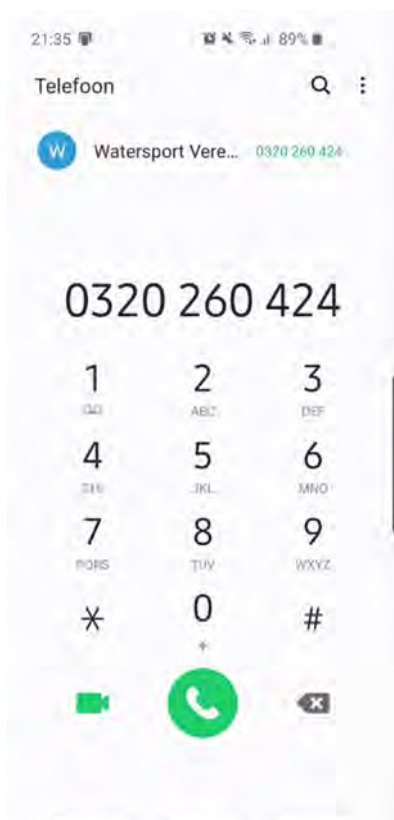 21:35 89%
Telefoon
W Watersport Vere... 0320 260 424
0320 260 424
1 2 3
ABC DEF
4 5 6
GHI JKL MNO
7 8 9
PQRS TUV WXYZ
* 0 #
+